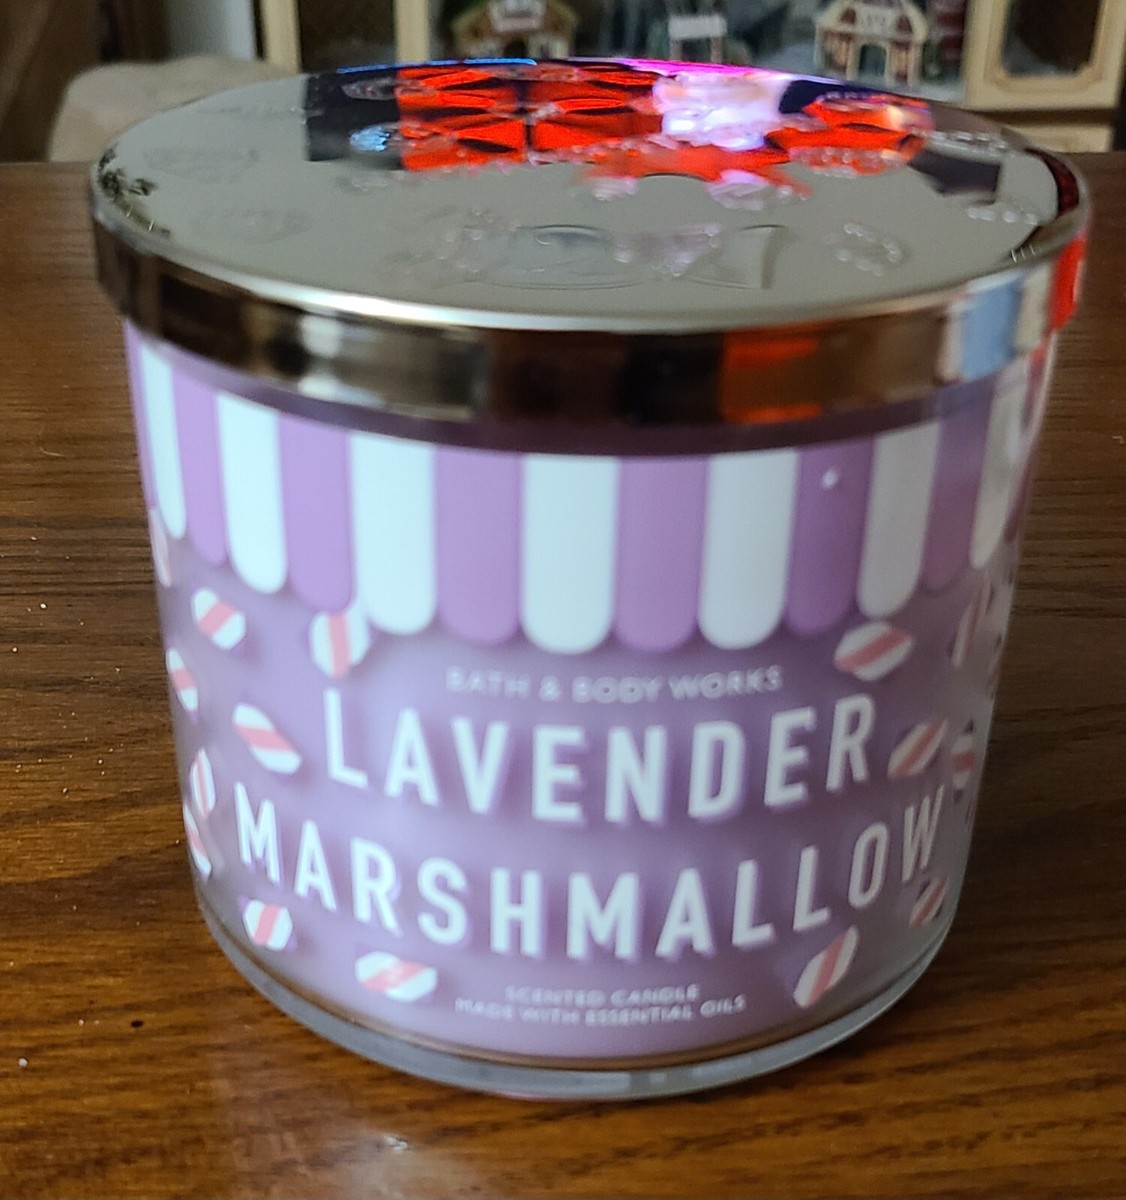 BATH & BODY WORKS
LAVENDER
MARSHMALLOW
SCENTED CANDLE
MADE WITH ESSENTIAL OILS